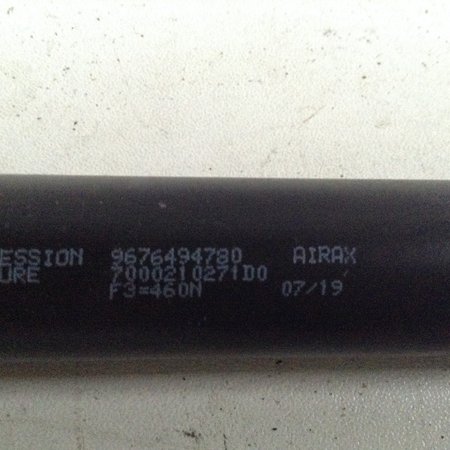 ESSION 9676494780 AIRAX
URE 7000210271D0
F3=460N 07/19